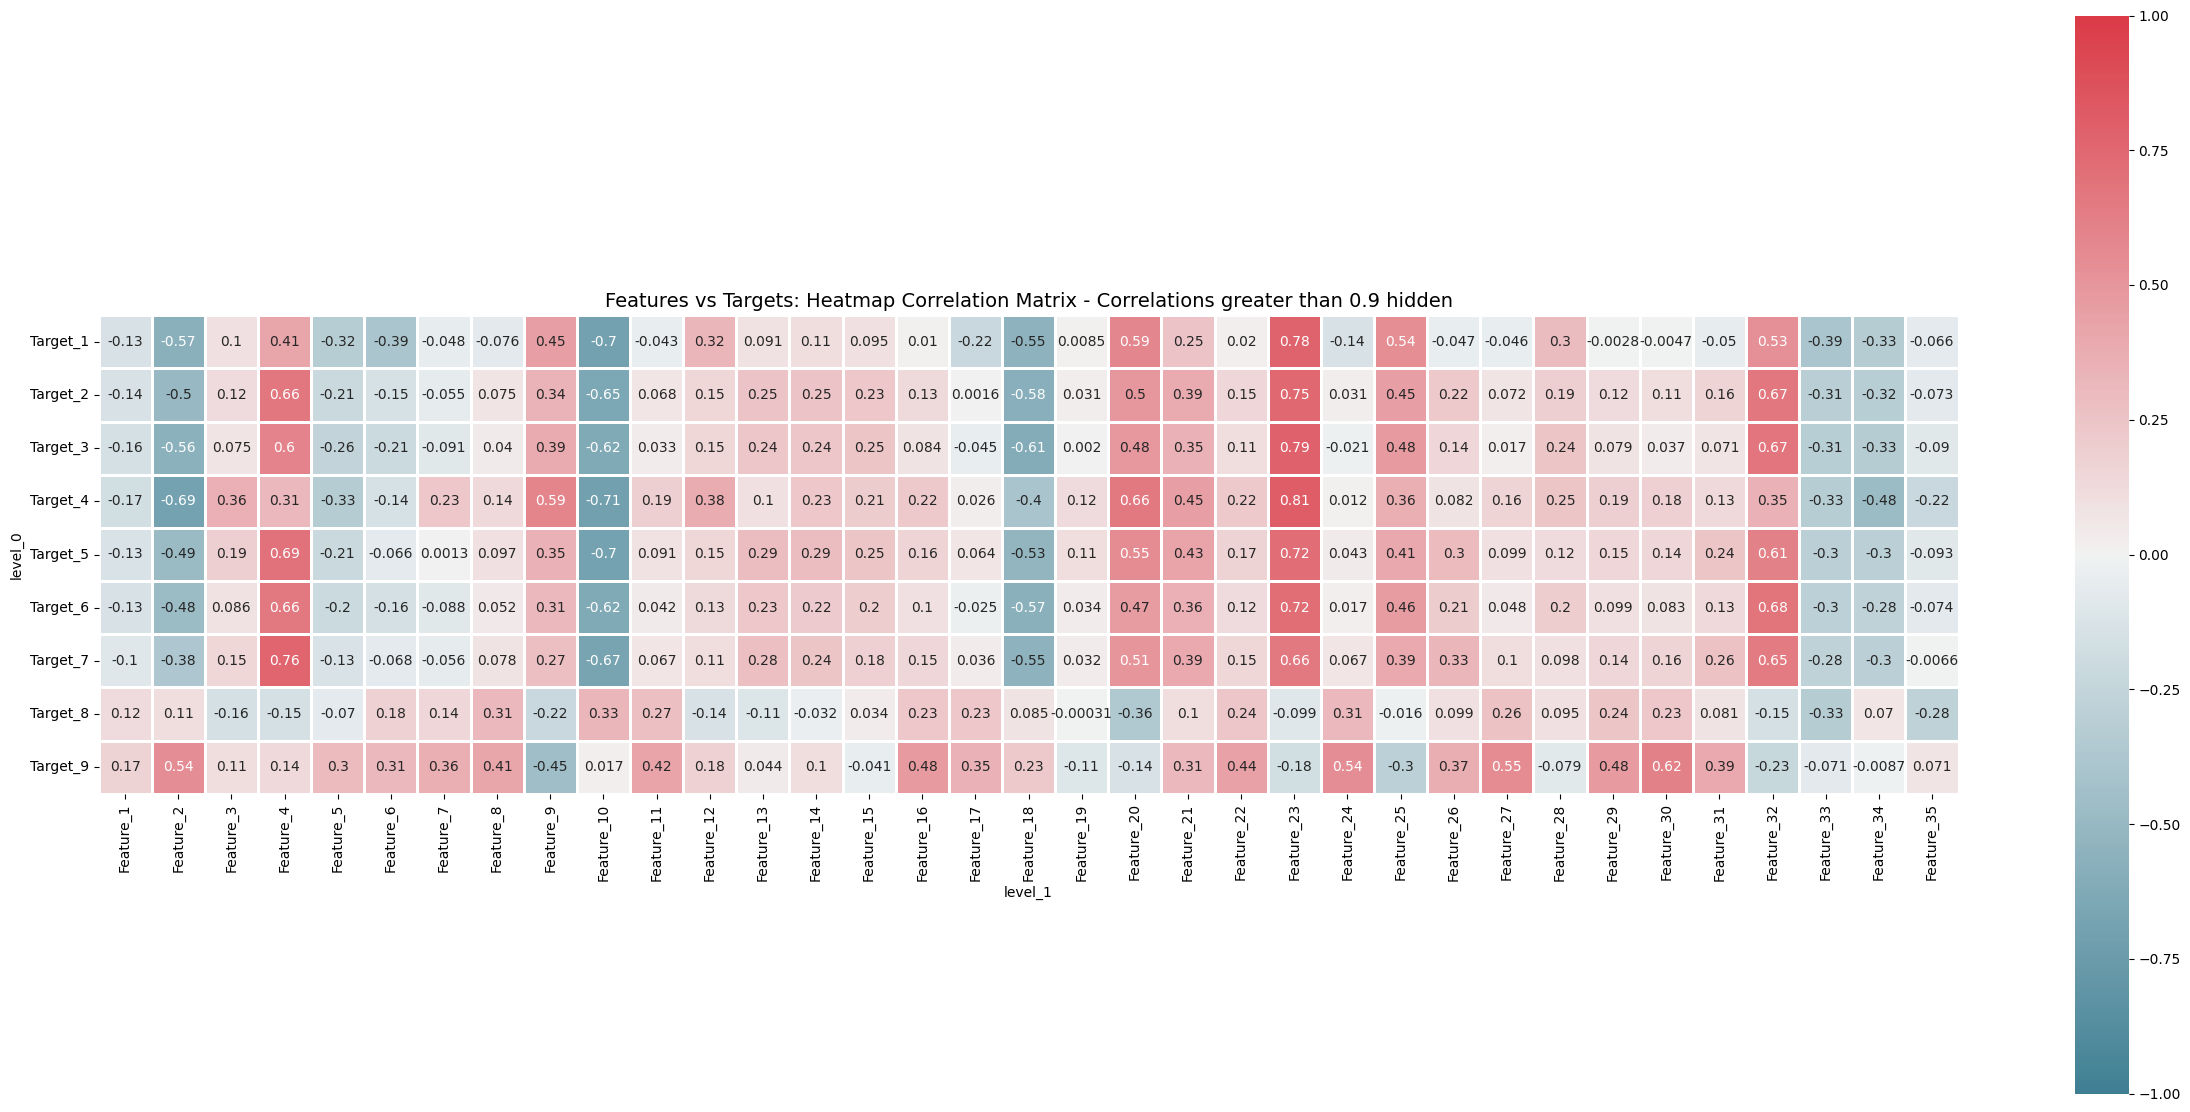 Features vs Targets: Heatmap Correlation Matrix - Correlations greater than 0.9 hidden
level_0
Target_1 -0.13 -0.57 0.1 0.41 -0.32 -0.39 -0.048 -0.076 0.45 -0.7 -0.043 0.32 0.091 0.11 0.095 0.01 -0.22 -0.55 0.0085 0.59 0.25 0.02 0.78 -0.14 0.54 -0.047 -0.046 0.3 -0.0028 -0.0047 -0.05 0.53 -0.39 -0.33 -0.066
Target_2 -0.14 -0.5 0.12 0.66 -0.21 -0.15 -0.055 0.075 0.34 -0.65 0.068 0.15 0.25 0.25 0.23 0.13 0.0016 -0.58 0.031 0.5 0.39 0.15 0.75 0.031 0.45 0.22 0.072 0.19 0.12 0.11 0.16 0.67 -0.31 -0.32 -0.073
Target_3 -0.16 -0.56 0.075 0.6 -0.26 -0.21 -0.091 0.04 0.39 -0.62 0.033 0.15 0.24 0.24 0.25 0.084 -0.045 -0.61 0.002 0.48 0.35 0.11 0.79 -0.021 0.48 0.14 0.017 0.24 0.079 0.037 0.071 0.67 -0.31 -0.33 -0.09
Target_4 -0.17 -0.69 0.36 0.31 -0.33 -0.14 0.23 0.14 0.59 -0.71 0.19 0.38 0.1 0.23 0.21 0.22 0.026 -0.4 0.12 0.66 0.45 0.22 0.81 0.012 0.36 0.082 0.16 0.25 0.19 0.18 0.13 0.35 -0.33 -0.48 -0.22
Target_5 -0.13 -0.49 0.19 0.69 -0.21 -0.066 0.0013 0.097 0.35 -0.7 0.091 0.15 0.29 0.29 0.25 0.16 0.064 -0.53 0.11 0.55 0.43 0.17 0.72 0.043 0.41 0.3 0.099 0.12 0.15 0.14 0.24 0.61 -0.3 -0.3 -0.093
Target_6 -0.13 -0.48 0.086 0.66 -0.2 -0.16 -0.088 0.052 0.31 -0.62 0.042 0.13 0.23 0.22 0.2 0.1 -0.025 -0.57 0.034 0.47 0.36 0.12 0.72 0.017 0.46 0.21 0.048 0.2 0.099 0.083 0.13 0.68 -0.3 -0.28 -0.074
Target_7 -0.1 -0.38 0.15 0.76 -0.13 -0.068 -0.056 0.078 0.27 -0.67 0.067 0.11 0.28 0.24 0.18 0.15 0.036 -0.55 0.032 0.51 0.39 0.15 0.66 0.067 0.39 0.33 0.1 0.098 0.14 0.16 0.26 0.65 -0.28 -0.3 -0.0066
Target_8 0.12 0.11 -0.16 -0.15 -0.07 0.18 0.14 0.31 -0.22 0.33 0.27 -0.14 -0.11 -0.032 0.034 0.23 0.23 0.085 -0.00031 -0.36 0.1 0.24 -0.099 0.31 -0.016 0.099 0.26 0.095 0.24 0.23 0.081 -0.15 -0.33 0.07 -0.28
Target_9 0.17 0.54 0.11 0.14 0.3 0.31 0.36 0.41 -0.45 0.017 0.42 0.18 0.044 0.1 -0.041 0.48 0.35 0.23 -0.11 -0.14 0.31 0.44 -0.18 0.54 -0.3 0.37 0.55 -0.079 0.48 0.62 0.39 -0.23 -0.071 -0.0087 0.071
Feature_1 Feature_2 Feature_3 Feature_4 Feature_5 Feature_6 Feature_7 Feature_8 Feature_9 Feature_10 Feature_11 Feature_12 Feature_13 Feature_14 Feature_15 Feature_16 Feature_17 Feature_18 Feature_19 Feature_20 Feature_21 Feature_22 Feature_23 Feature_24 Feature_25 Feature_26 Feature_27 Feature_28 Feature_29 Feature_30 Feature_31 Feature_32 Feature_33 Feature_34 Feature_35
level_1
1.00
0.75
0.50
0.25
0.00
−0.25
−0.50
−0.75
−1.00